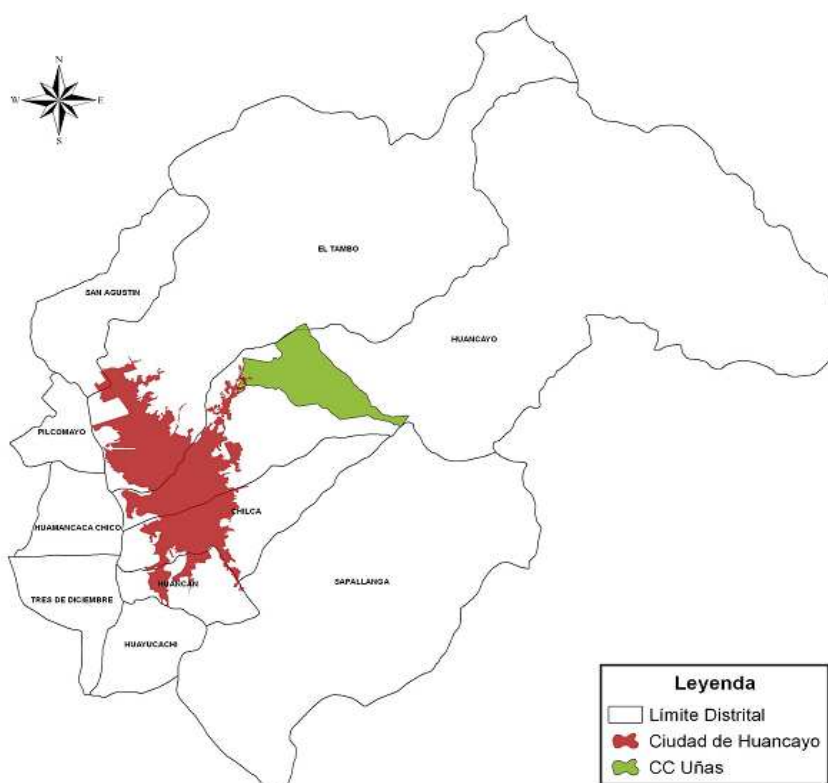 N
W E
S
EL TAMBO
SAN AGUSTIN
HUANCAYO
PILCOMAYO
CHILCA
HUAMANCACA CHICO
HUANCAN
SAPALLANGA
TRES DE DICIEMBRE
HUAYUCACHI
Leyenda
Límite Distrital
Ciudad de Huancayo
CC Uñas